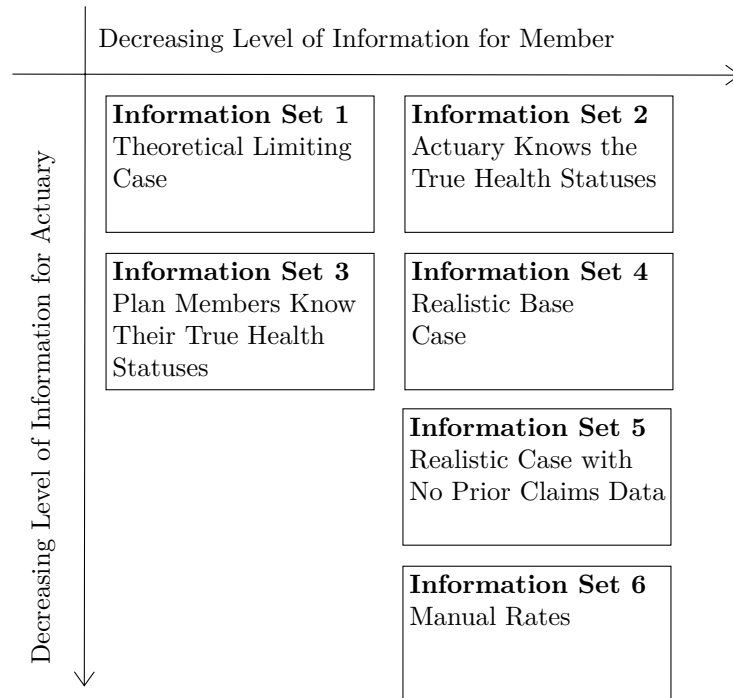 Decreasing Level of Information for Member
Decreasing Level of Information for Actuary
Information Set 1
Theoretical Limiting
Case
Information Set 2
Actuary Knows the
True Health Statuses
Information Set 3
Plan Members Know
Their True Health
Statuses
Information Set 4
Realistic Base
Case
Information Set 5
Realistic Case with
No Prior Claims Data
Information Set 6
Manual Rates